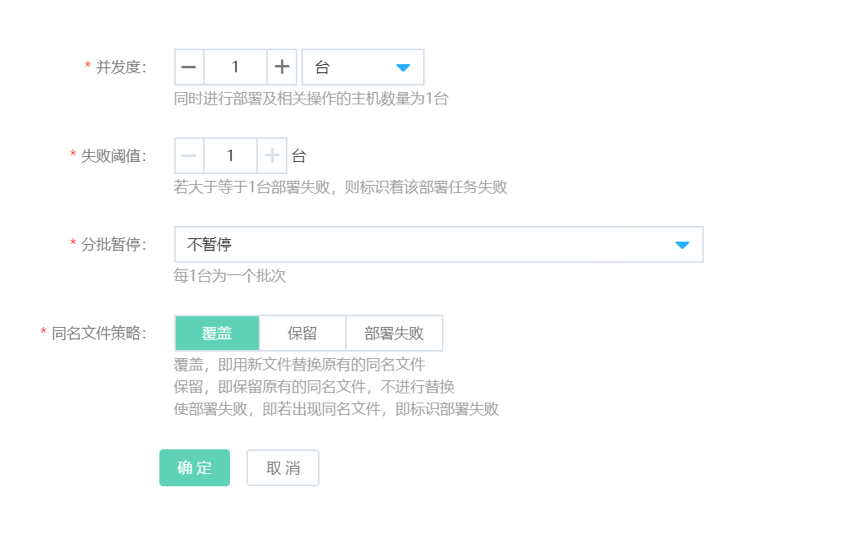 * 并发度： 1 台
同时进行部署及相关操作的主机数量为1台
* 失败阈值： 1 台
若大于等于1台部署失败，则标识着该部署任务失败
* 分批暂停： 不暂停
每1台为一个批次
* 同名文件策略： 覆盖 保留 部署失败
覆盖，即用新文件替换原有的同名文件
保留，即保留原有的同名文件，不进行替换
使部署失败，即若出现同名文件，即标识部署失败
确定 取消